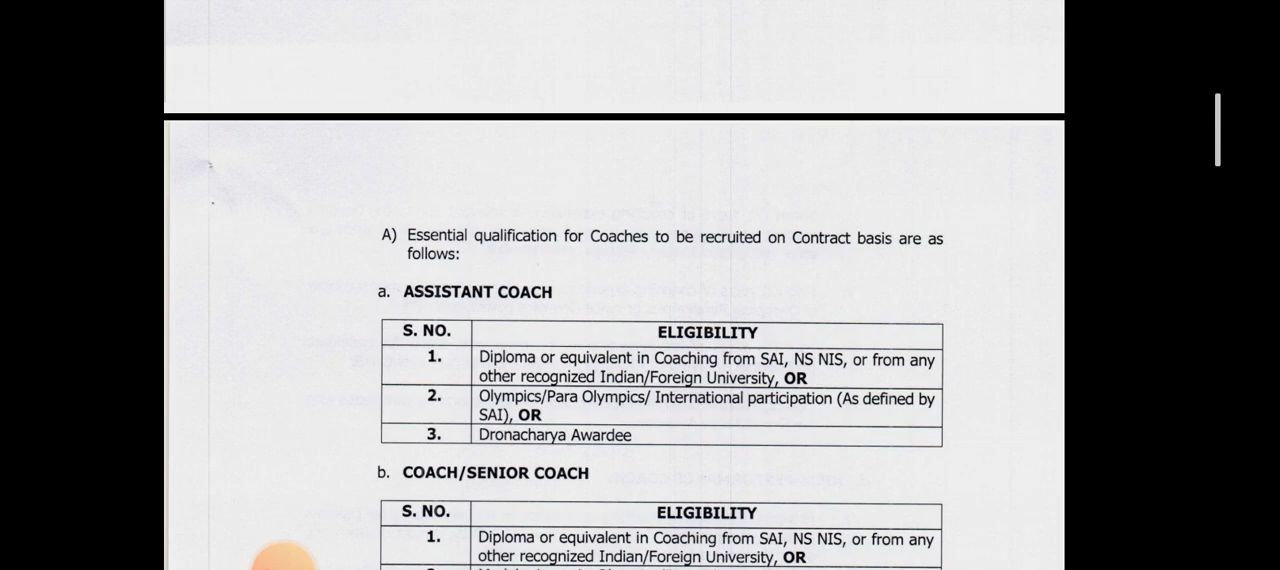 A) Essential qualification for Coaches to be recruited on Contract basis are as
follows:
a. ASSISTANT COACH
S. NO. ELIGIBILITY
1. Diploma or equivalent in Coaching from SAI, NS NIS, or from any
other recognized Indian/Foreign University, OR
2. Olympics/Para Olympics/ International participation (As defined by
SAI), OR
3. Dronacharya Awardee
b. COACH/SENIOR COACH
S. NO. ELIGIBILITY
1. Diploma or equivalent in Coaching from SAI, NS NIS, or from any
other recognized Indian/Foreign University, OR